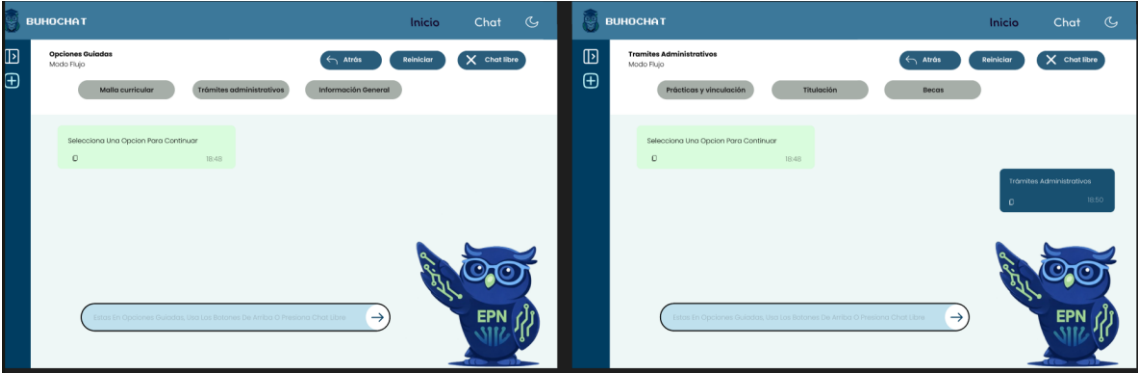 BUHOCHAT
Inicio Chat
Opciones Guiadas
Modo Flujo
Atrás Reiniciar Chat libre
Malla curricular Trámites administrativos Información General
Selecciona Una Opcion Para Continuar
18:48
Estas En Opciones Guiadas, Usa Los Botones De Arriba O Presiona Chat Libre
EPN
BUHOCHAT
Inicio Chat
Tramites Administrativos
Modo Flujo
Atrás Reiniciar Chat libre
Prácticas y vinculación Titulación Becas
Selecciona Una Opcion Para Continuar
18:48
Trámites Administrativos
18:50
Estas En Opciones Guiadas, Usa Los Botones De Arriba O Presiona Chat Libre
EPN